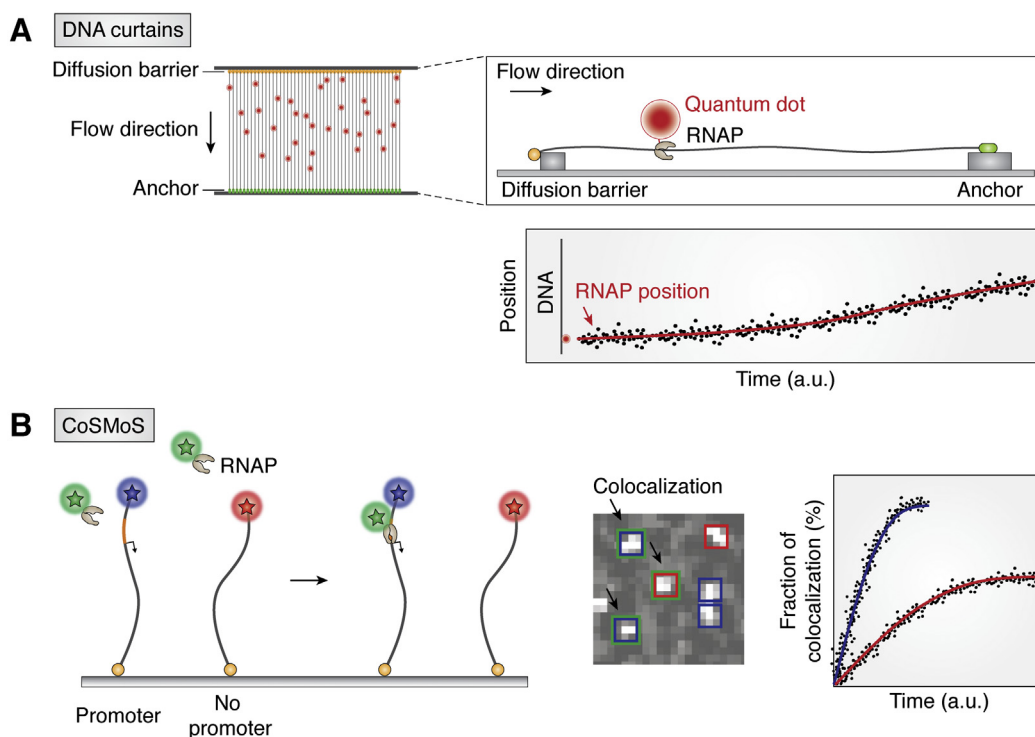 A
DNA curtains
Diffusion barrier
Flow direction
Anchor
Flow direction
Quantum dot
RNAP
Diffusion barrier
Anchor
Position
DNA
RNAP position
Time (a.u.)
B
CoSMoS
RNAP
Promoter
No
promoter
Colocalization
Fraction of
colocalization (%)
Time (a.u.)